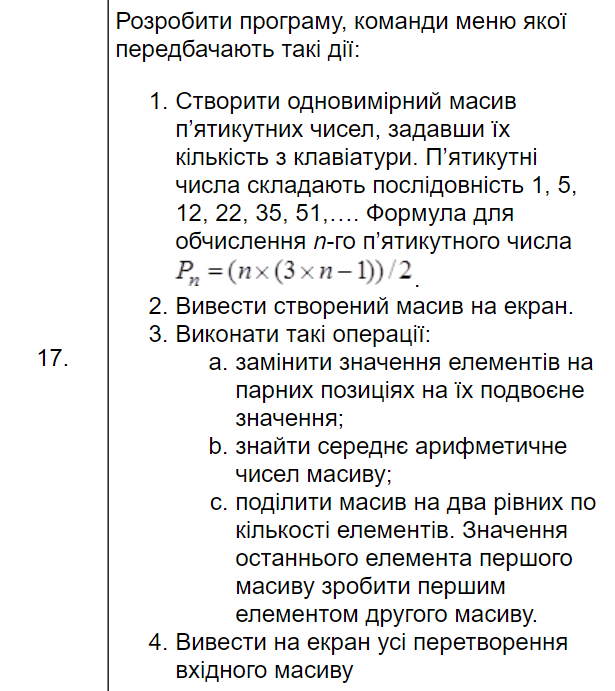 Розробити програму, команди меню якої
передбачають такі дії:
1. Створити одновимірний масив
п’ятикутних чисел, задавши їх
кількість з клавіатури. П’ятикутні
числа складають послідовність 1, 5,
12, 22, 35, 51,…. Формула для
обчислення n-го п’ятикутного числа
Pₙ = (n×(3×n−1))/2.
2. Вивести створений масив на екран.
3. Виконати такі операції:
17.
a. замінити значення елементів на
парних позиціях на їх подвоєне
значення;
b. знайти середнє арифметичне
чисел масиву;
c. поділити масив на два рівних по
кількості елементів. Значення
останнього елемента першого
масиву зробити першим
елементом другого масиву.
4. Вивести на екран усі перетворення
вхідного масиву